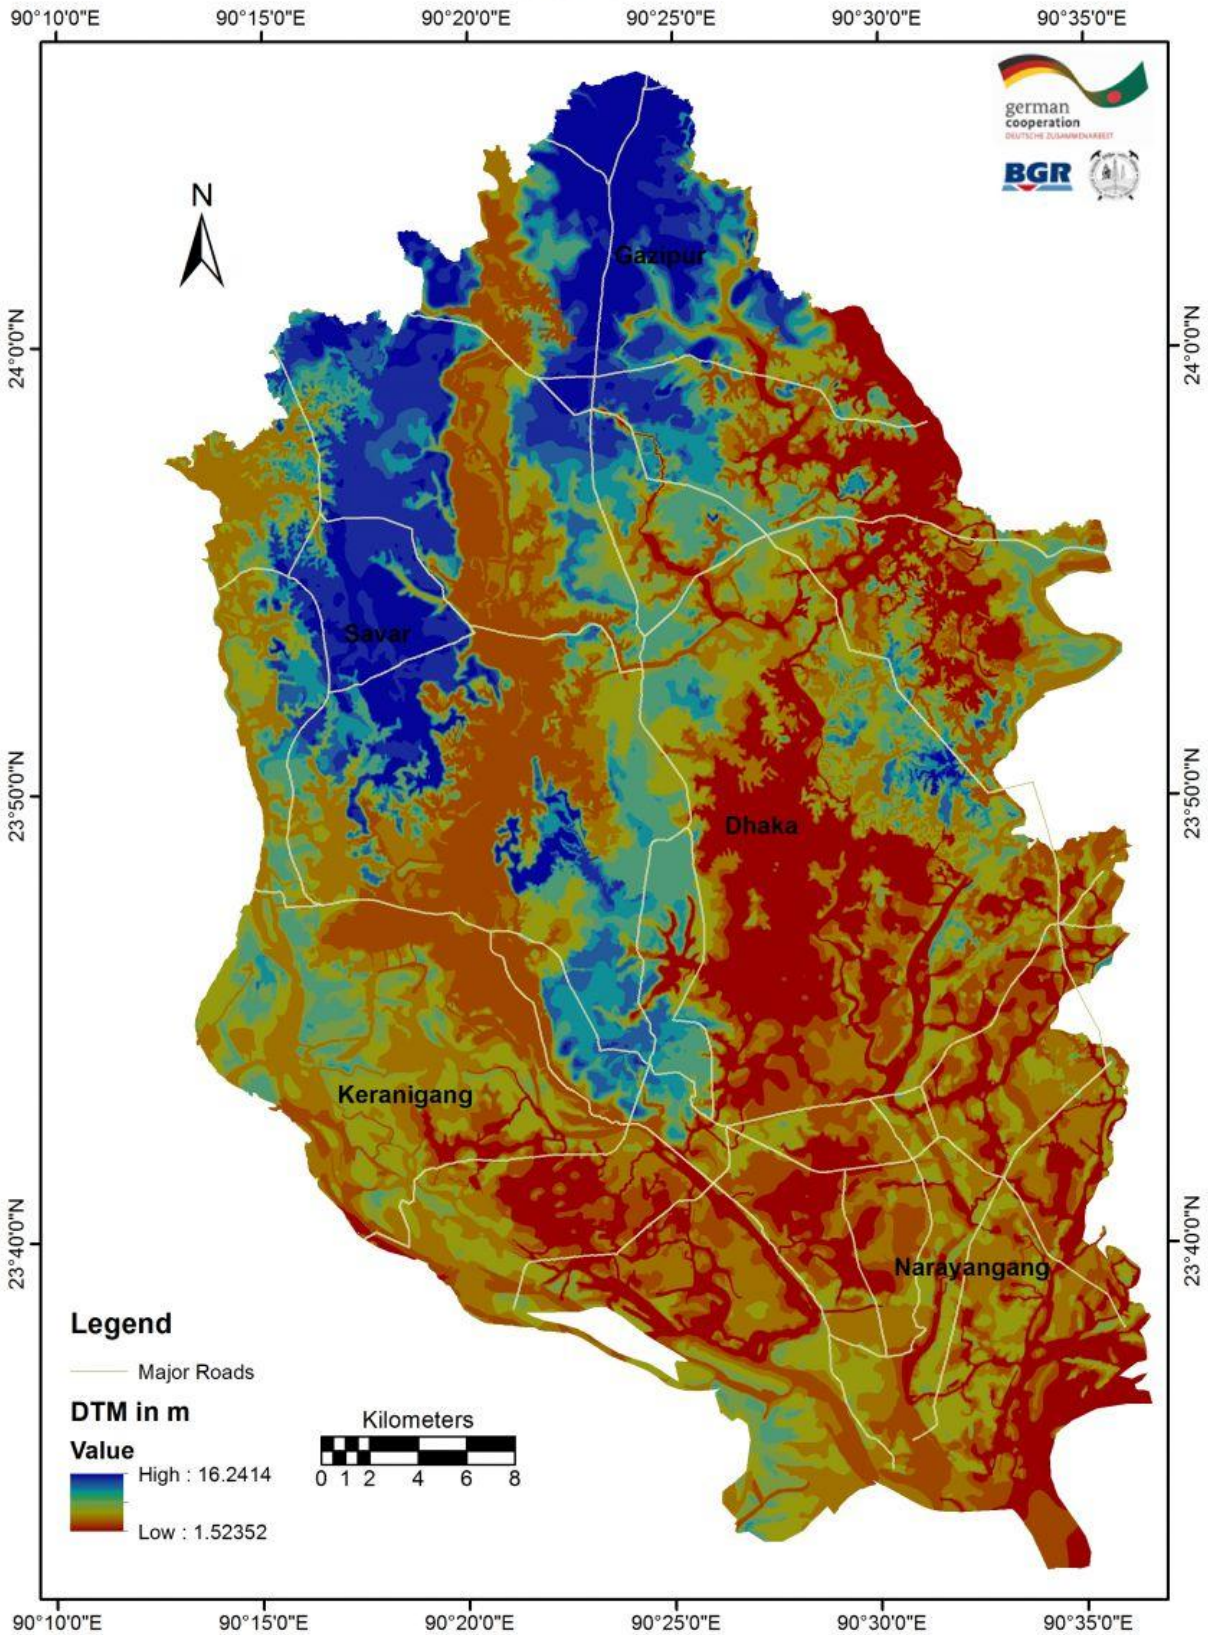 90°10'0"E 90°15'0"E 90°20'0"E 90°25'0"E 90°30'0"E 90°35'0"E
german
cooperation
DEUTSCHE ZUSAMMENARBEIT
BGR
N
Gazipur
24°0'0"N
24°0'0"N
Savar
23°50'0"N
23°50'0"N
Dhaka
Keranigang
23°40'0"N
23°40'0"N
Narayangang
Legend
Major Roads
DTM in m
Value
High : 16.2414
Low : 1.52352
Kilometers
0 1 2 4 6 8
90°10'0"E 90°15'0"E 90°20'0"E 90°25'0"E 90°30'0"E 90°35'0"E